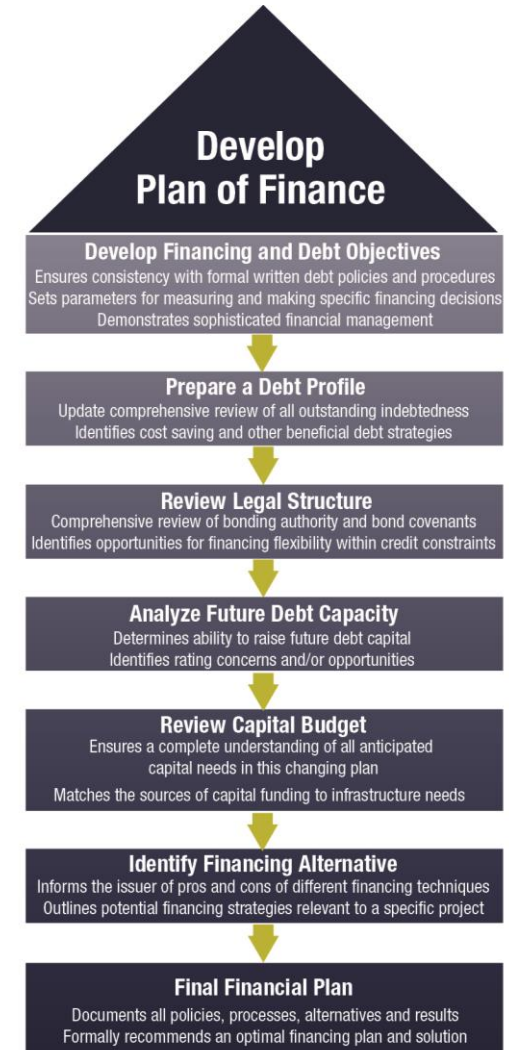 Develop
Plan of Finance
Develop Financing and Debt Objectives
Ensures consistency with formal written debt policies and procedures
Sets parameters for measuring and making specific financing decisions
Demonstrates sophisticated financial management
Prepare a Debt Profile
Update comprehensive review of all outstanding indebtedness
Identifies cost saving and other beneficial debt strategies
Review Legal Structure
Comprehensive review of bonding authority and bond covenants
Identifies opportunities for financing flexibility within credit constraints
Analyze Future Debt Capacity
Determines ability to raise future debt capital
Identifies rating concerns and/or opportunities
Review Capital Budget
Ensures a complete understanding of all anticipated
capital needs in this changing plan
Matches the sources of capital funding to infrastructure needs
Identify Financing Alternative
Informs the issuer of pros and cons of different financing techniques
Outlines potential financing strategies relevant to a specific project
Final Financial Plan
Documents all policies, processes, alternatives and results
Formally recommends an optimal financing plan and solution